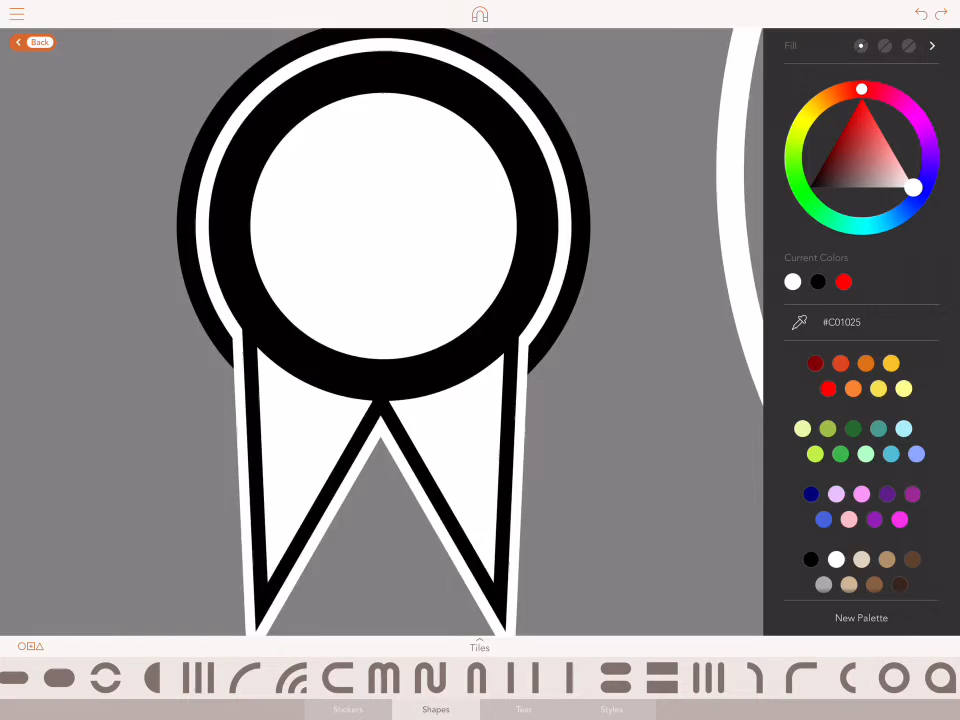 Back
Fill
Current Colors
#C01025
New Palette
Tiles
Stickers
Shapes
Text
Styles